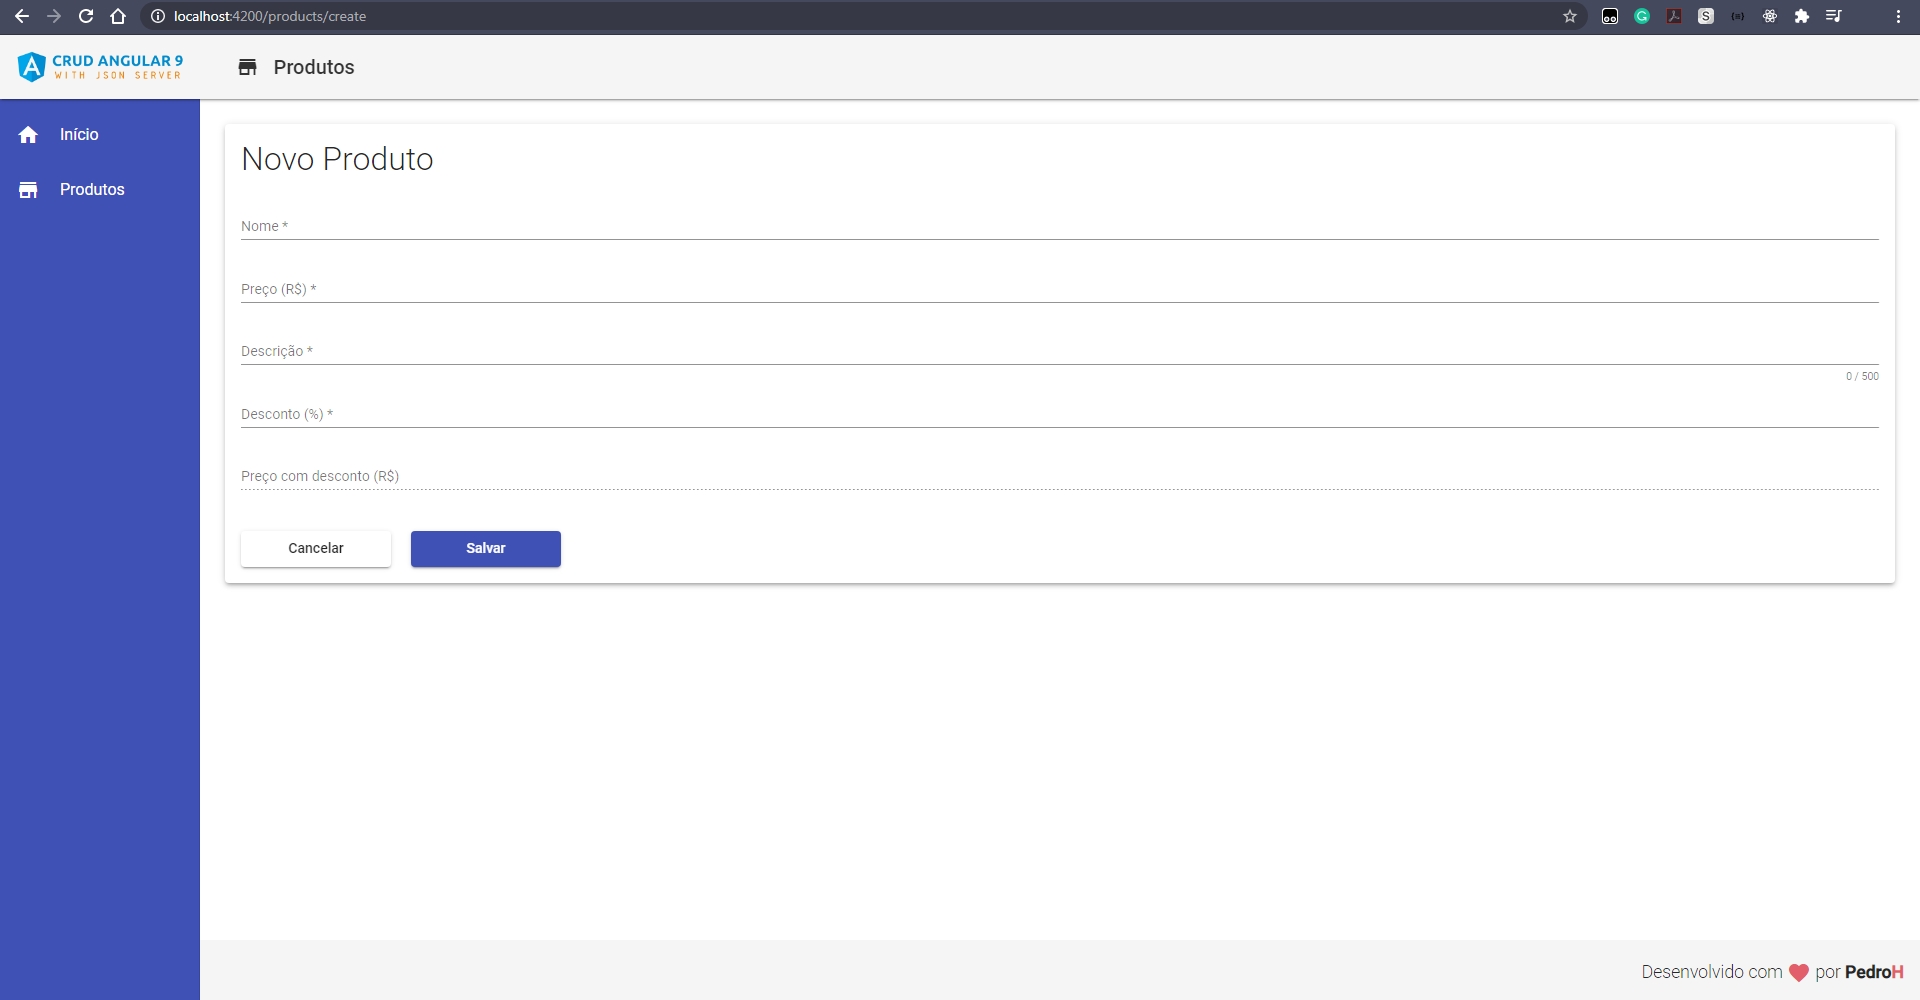 localhost:4200/products/create
CRUD ANGULAR 9
WITH JSON SERVER
Produtos
Início
Produtos
Novo Produto
Nome *
Preço (R$) *
Descrição *
0 / 500
Desconto (%) *
Preço com desconto (R$)
Cancelar
Salvar
Desenvolvido com ❤ por PedroH